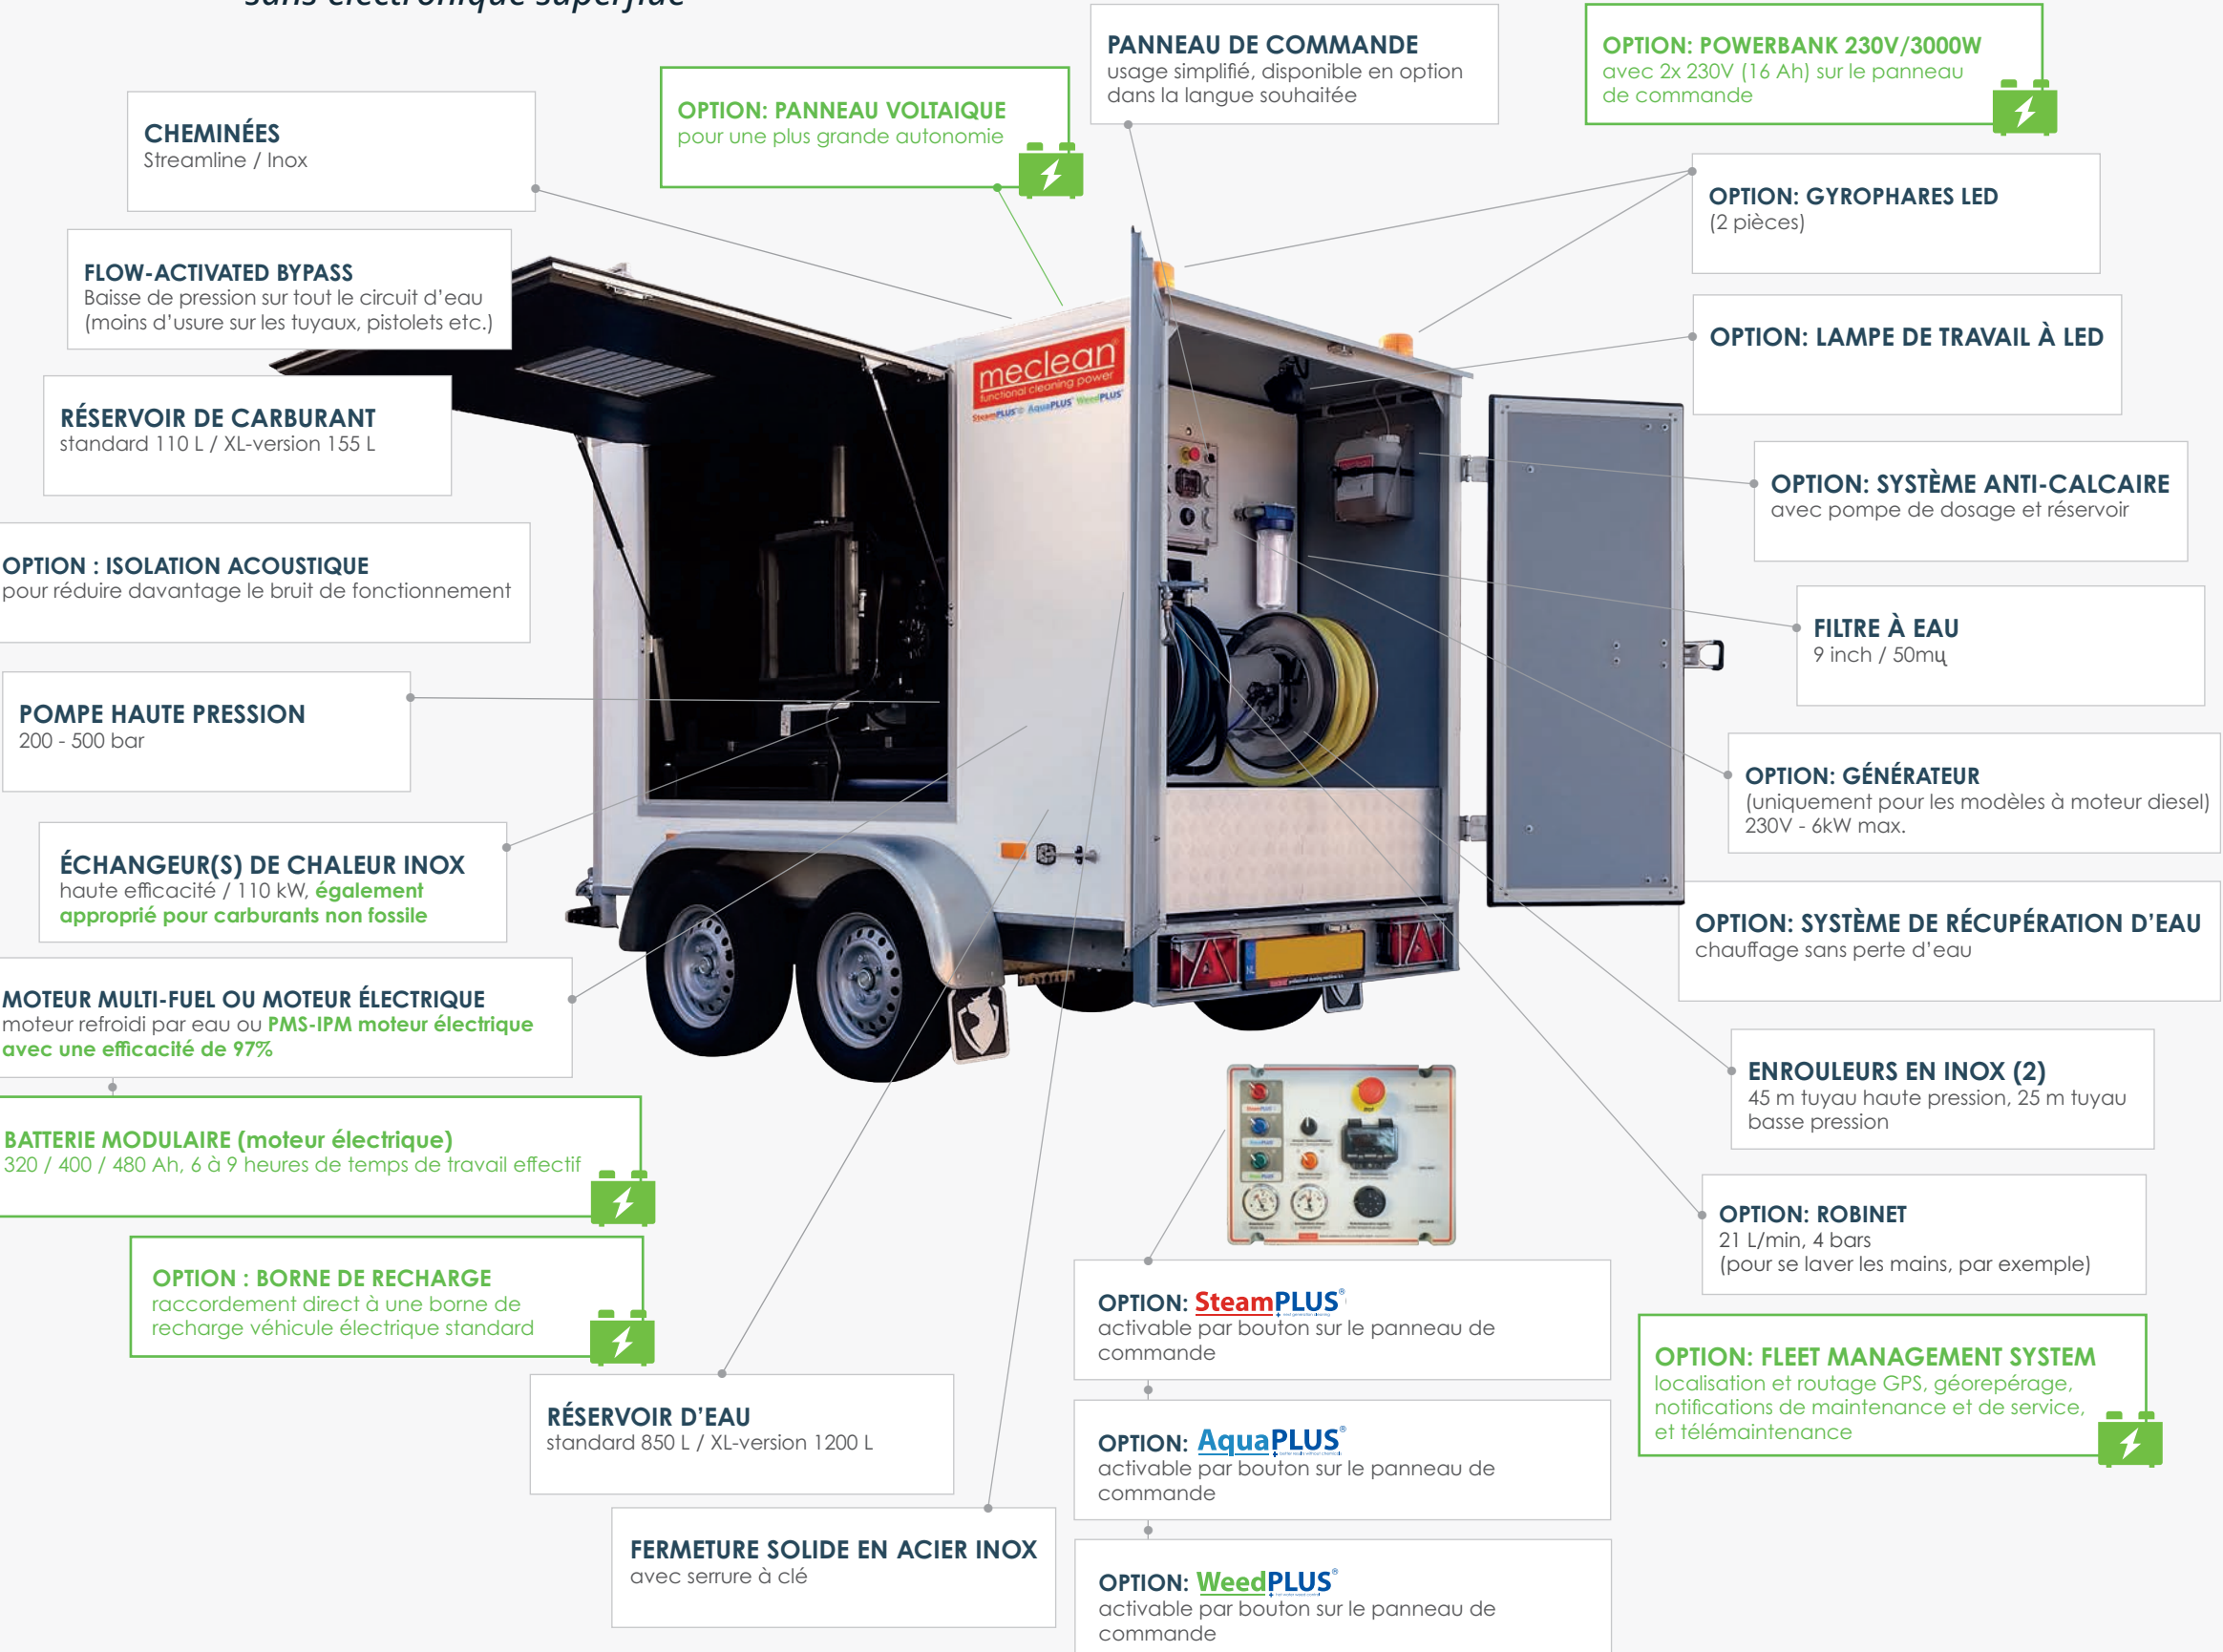 sans électronique superflue
PANNEAU DE COMMANDE
usage simplifié, disponible en option
dans la langue souhaitée
OPTION: POWERBANK 230V/3000W
avec 2x 230V (16 Ah) sur le panneau
de commande
OPTION: PANNEAU VOLTAIQUE
pour une plus grande autonomie
CHEMINÉES
Streamline / Inox
OPTION: GYROPHARES LED
(2 pièces)
FLOW-ACTIVATED BYPASS
Baisse de pression sur tout le circuit d'eau
(moins d'usure sur les tuyaux, pistolets etc.)
OPTION: LAMPE DE TRAVAIL À LED
meclean®
functional cleaning power
SteamPLUS® AquaPLUS® WeedPLUS®
RÉSERVOIR DE CARBURANT
standard 110 L / XL-version 155 L
OPTION: SYSTÈME ANTI-CALCAIRE
avec pompe de dosage et réservoir
OPTION : ISOLATION ACOUSTIQUE
pour réduire davantage le bruit de fonctionnement
FILTRE À EAU
9 inch / 50mɥ
POMPE HAUTE PRESSION
200 - 500 bar
OPTION: GÉNÉRATEUR
(uniquement pour les modèles à moteur diesel)
230V - 6kW max.
ÉCHANGEUR(S) DE CHALEUR INOX
haute efficacité / 110 kW, également
approprié pour carburants non fossile
OPTION: SYSTÈME DE RÉCUPÉRATION D'EAU
chauffage sans perte d'eau
NL
MOTEUR MULTI-FUEL OU MOTEUR ÉLECTRIQUE
moteur refroidi par eau ou PMS-IPM moteur électrique
avec une efficacité de 97%
ENROULEURS EN INOX (2)
45 m tuyau haute pression, 25 m tuyau
basse pression
BATTERIE MODULAIRE (moteur électrique)
320 / 400 / 480 Ah, 6 à 9 heures de temps de travail effectif
OPTION: ROBINET
21 L/min, 4 bars
(pour se laver les mains, par exemple)
OPTION : BORNE DE RECHARGE
raccordement direct à une borne de
recharge véhicule électrique standard
OPTION: SteamPLUS®
activable par bouton sur le panneau de
commande
OPTION: FLEET MANAGEMENT SYSTEM
localisation et routage GPS, géorepérage,
notifications de maintenance et de service,
et télémaintenance
RÉSERVOIR D'EAU
standard 850 L / XL-version 1200 L
OPTION: AquaPLUS®
activable par bouton sur le panneau de
commande
FERMETURE SOLIDE EN ACIER INOX
avec serrure à clé
OPTION: WeedPLUS®
activable par bouton sur le panneau de
commande